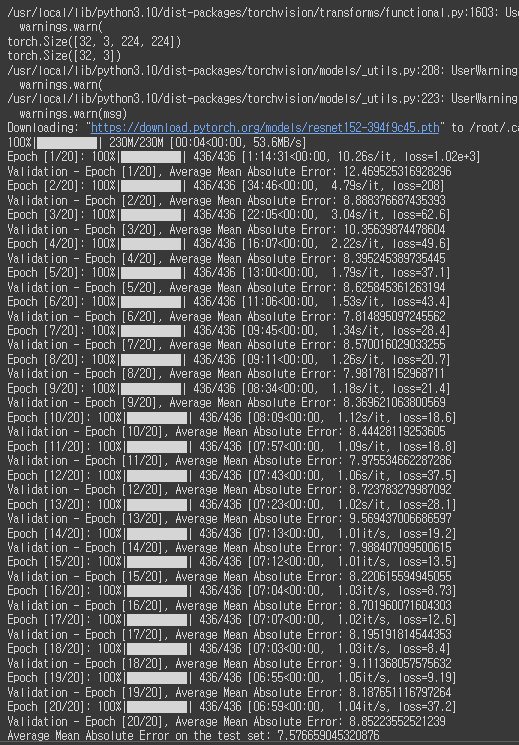 /usr/local/lib/python3.10/dist-packages/torchvision/transforms/functional.py:1603: Use
warnings.warn(
torch.Size([32, 3, 224, 224])
torch.Size([32, 3])
/usr/local/lib/python3.10/dist-packages/torchvision/models/_utils.py:208: UserWarning
warnings.warn(
/usr/local/lib/python3.10/dist-packages/torchvision/models/_utils.py:223: UserWarning
warnings.warn(msg)
Downloading: "https://download.pytorch.org/models/resnet152-394f9c45.pth" to /root/.ca
100%|██████████| 230M/230M [00:04<00:00, 53.6MB/s]
Epoch [1/20]: 100%|██████████| 436/436 [1:14:31<00:00, 10.26s/it, loss=1.02e+3]
Validation - Epoch [1/20], Average Mean Absolute Error: 12.469525316928296
Epoch [2/20]: 100%|██████████| 436/436 [34:46<00:00,  4.79s/it, loss=208]
Validation - Epoch [2/20], Average Mean Absolute Error: 8.888376687435393
Epoch [3/20]: 100%|██████████| 436/436 [22:05<00:00,  3.04s/it, loss=62.6]
Validation - Epoch [3/20], Average Mean Absolute Error: 10.35639874478604
Epoch [4/20]: 100%|██████████| 436/436 [16:07<00:00,  2.22s/it, loss=49.6]
Validation - Epoch [4/20], Average Mean Absolute Error: 8.395245389735445
Epoch [5/20]: 100%|██████████| 436/436 [13:00<00:00,  1.79s/it, loss=37.1]
Validation - Epoch [5/20], Average Mean Absolute Error: 8.625845361263194
Epoch [6/20]: 100%|██████████| 436/436 [11:06<00:00,  1.53s/it, loss=43.4]
Validation - Epoch [6/20], Average Mean Absolute Error: 7.814895097245562
Epoch [7/20]: 100%|██████████| 436/436 [09:45<00:00,  1.34s/it, loss=28.4]
Validation - Epoch [7/20], Average Mean Absolute Error: 8.570016029033255
Epoch [8/20]: 100%|██████████| 436/436 [09:11<00:00,  1.26s/it, loss=20.7]
Validation - Epoch [8/20], Average Mean Absolute Error: 7.981781152968711
Epoch [9/20]: 100%|██████████| 436/436 [08:34<00:00,  1.18s/it, loss=21.4]
Validation - Epoch [9/20], Average Mean Absolute Error: 8.369621063800569
Epoch [10/20]: 100%|██████████| 436/436 [08:09<00:00,  1.12s/it, loss=18.6]
Validation - Epoch [10/20], Average Mean Absolute Error: 8.44428119253605
Epoch [11/20]: 100%|██████████| 436/436 [07:57<00:00,  1.09s/it, loss=18.8]
Validation - Epoch [11/20], Average Mean Absolute Error: 7.975534662287286
Epoch [12/20]: 100%|██████████| 436/436 [07:43<00:00,  1.06s/it, loss=37.5]
Validation - Epoch [12/20], Average Mean Absolute Error: 8.723783279987092
Epoch [13/20]: 100%|██████████| 436/436 [07:23<00:00,  1.02s/it, loss=28.1]
Validation - Epoch [13/20], Average Mean Absolute Error: 9.569437006686597
Epoch [14/20]: 100%|██████████| 436/436 [07:13<00:00,  1.01it/s, loss=19.2]
Validation - Epoch [14/20], Average Mean Absolute Error: 7.988407099500615
Epoch [15/20]: 100%|██████████| 436/436 [07:12<00:00,  1.01it/s, loss=13.5]
Validation - Epoch [15/20], Average Mean Absolute Error: 8.220615594945055
Epoch [16/20]: 100%|██████████| 436/436 [07:04<00:00,  1.03it/s, loss=8.73]
Validation - Epoch [16/20], Average Mean Absolute Error: 8.701960071604303
Epoch [17/20]: 100%|██████████| 436/436 [07:07<00:00,  1.02it/s, loss=12.6]
Validation - Epoch [17/20], Average Mean Absolute Error: 8.195191814544353
Epoch [18/20]: 100%|██████████| 436/436 [07:03<00:00,  1.03it/s, loss=8.4]
Validation - Epoch [18/20], Average Mean Absolute Error: 9.111368057575632
Epoch [19/20]: 100%|██████████| 436/436 [06:55<00:00,  1.05it/s, loss=9.19]
Validation - Epoch [19/20], Average Mean Absolute Error: 8.187651116797264
Epoch [20/20]: 100%|██████████| 436/436 [06:59<00:00,  1.04it/s, loss=37.2]
Validation - Epoch [20/20], Average Mean Absolute Error: 8.85223552521239
Average Mean Absolute Error on the test set: 7.576659045320876